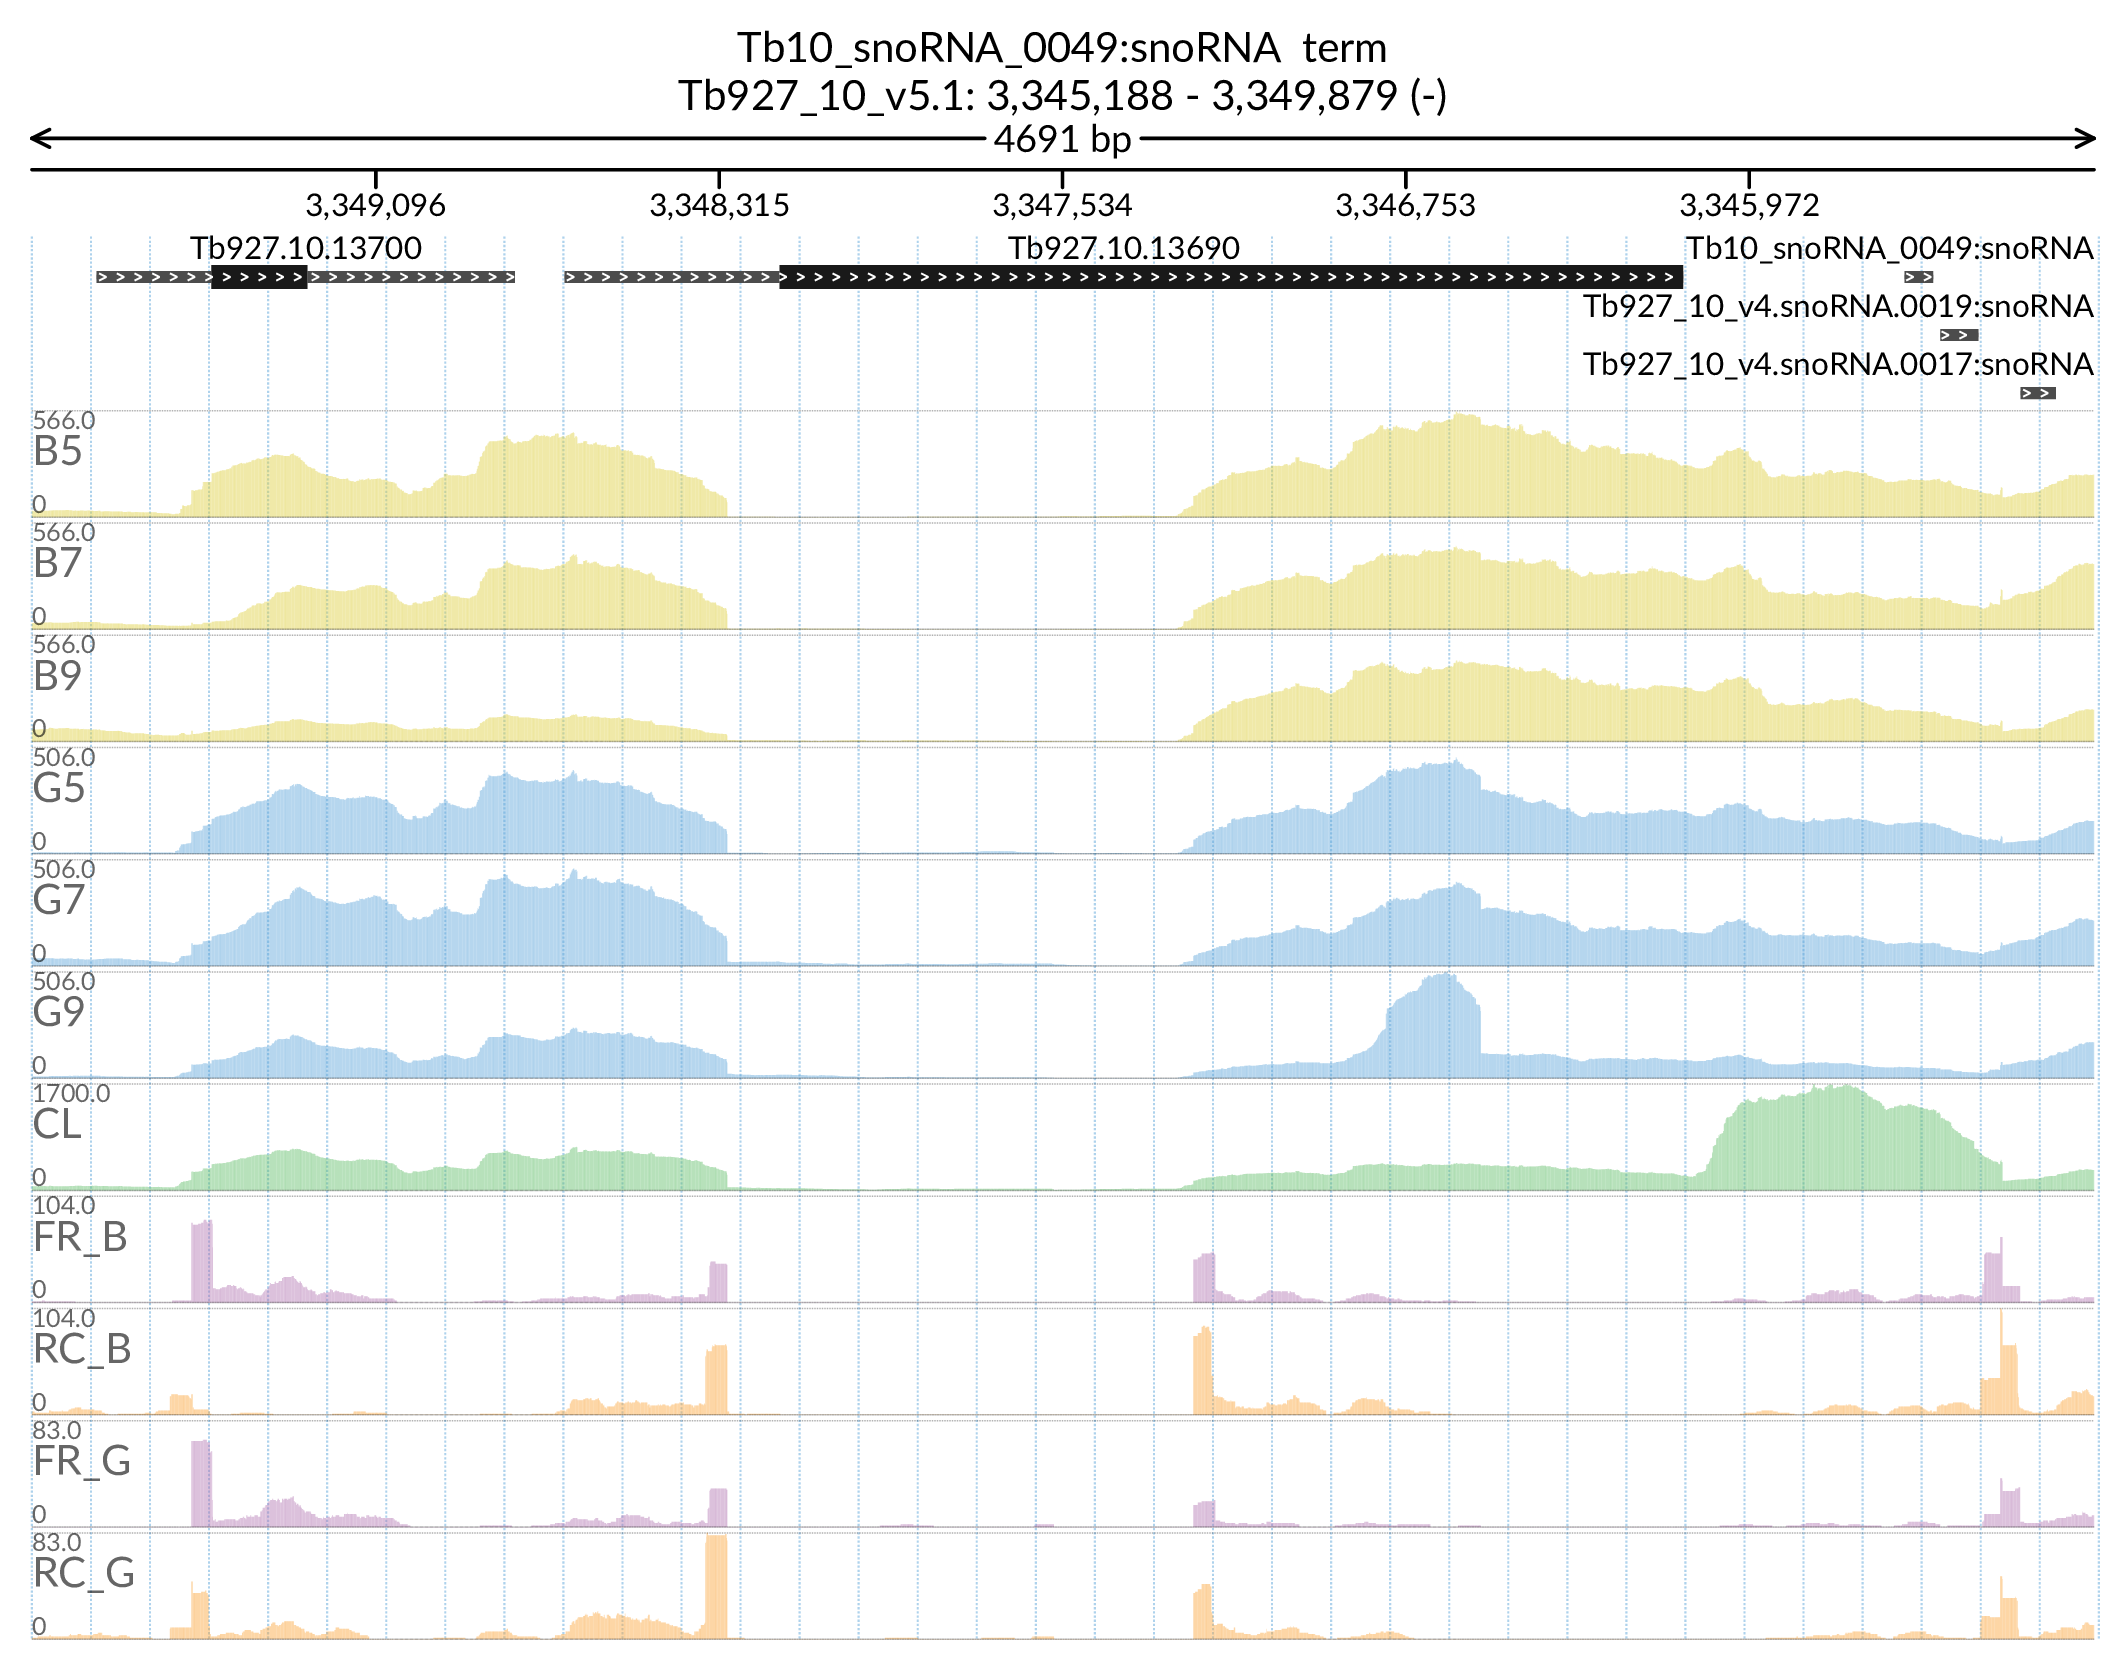 Tb10_snoRNA_0049:snoRNA term
Tb927_10_v5.1: 3,345,188 - 3,349,879 (-)
4691 bp
3,349,096 3,348,315 3,347,534 3,346,753 3,345,972
Tb927.10.13700 Tb927.10.13690 Tb10_snoRNA_0049:snoRNA
Tb927_10_v4.snoRNA.0019:snoRNA
Tb927_10_v4.snoRNA.0017:snoRNA
566.0
B5
0
566.0
B7
0
566.0
B9
0
506.0
G5
0
506.0
G7
0
506.0
G9
0
1700.0
CL
0
104.0
FR_B
0
104.0
RC_B
0
83.0
FR_G
0
83.0
RC_G
0